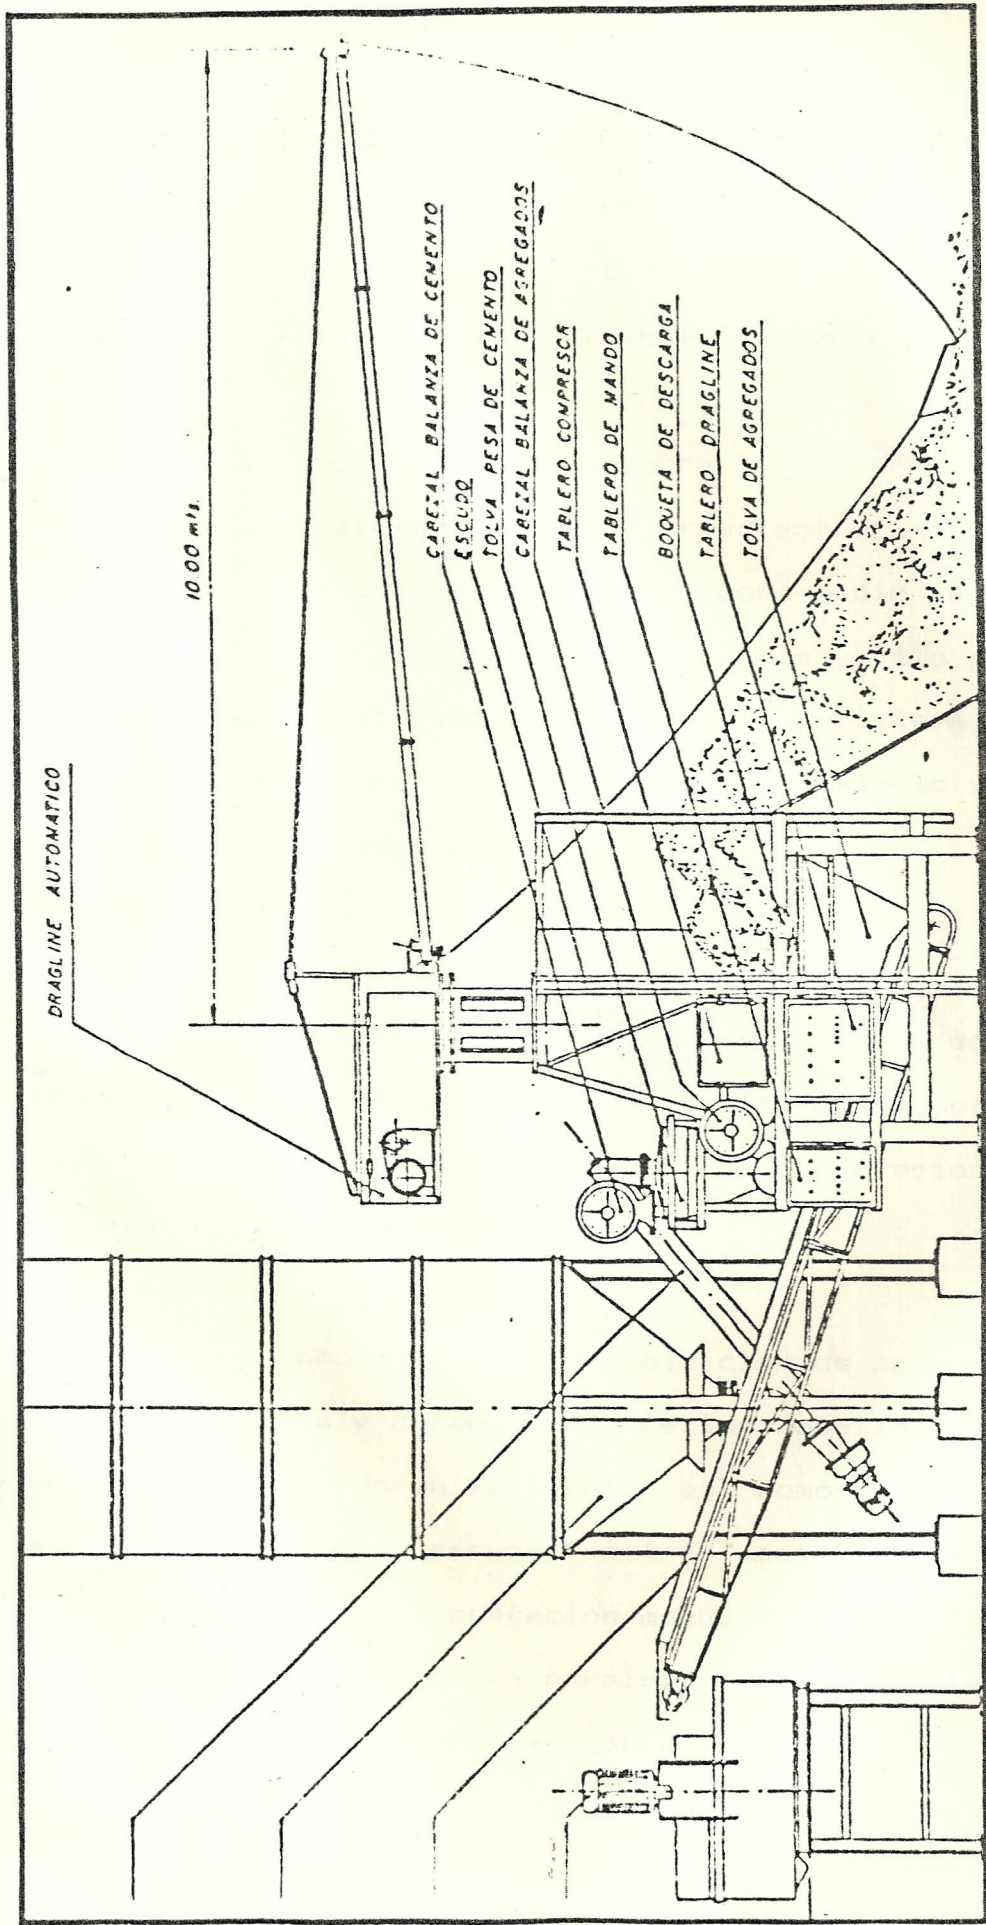 DRAGLINE AUTOMATICO
10.00 mts.
CABEZAL BALANZA DE CEMENTO
ESCUDO
TOLVA PESA DE CEMENTO
CABEZAL BALANZA DE AGREGADOS
TABLERO COMPRESOR
TABLERO DE MANDO
BOQUETA DE DESCARGA
TABLERO DRAGLINE
TOLVA DE AGREGADOS